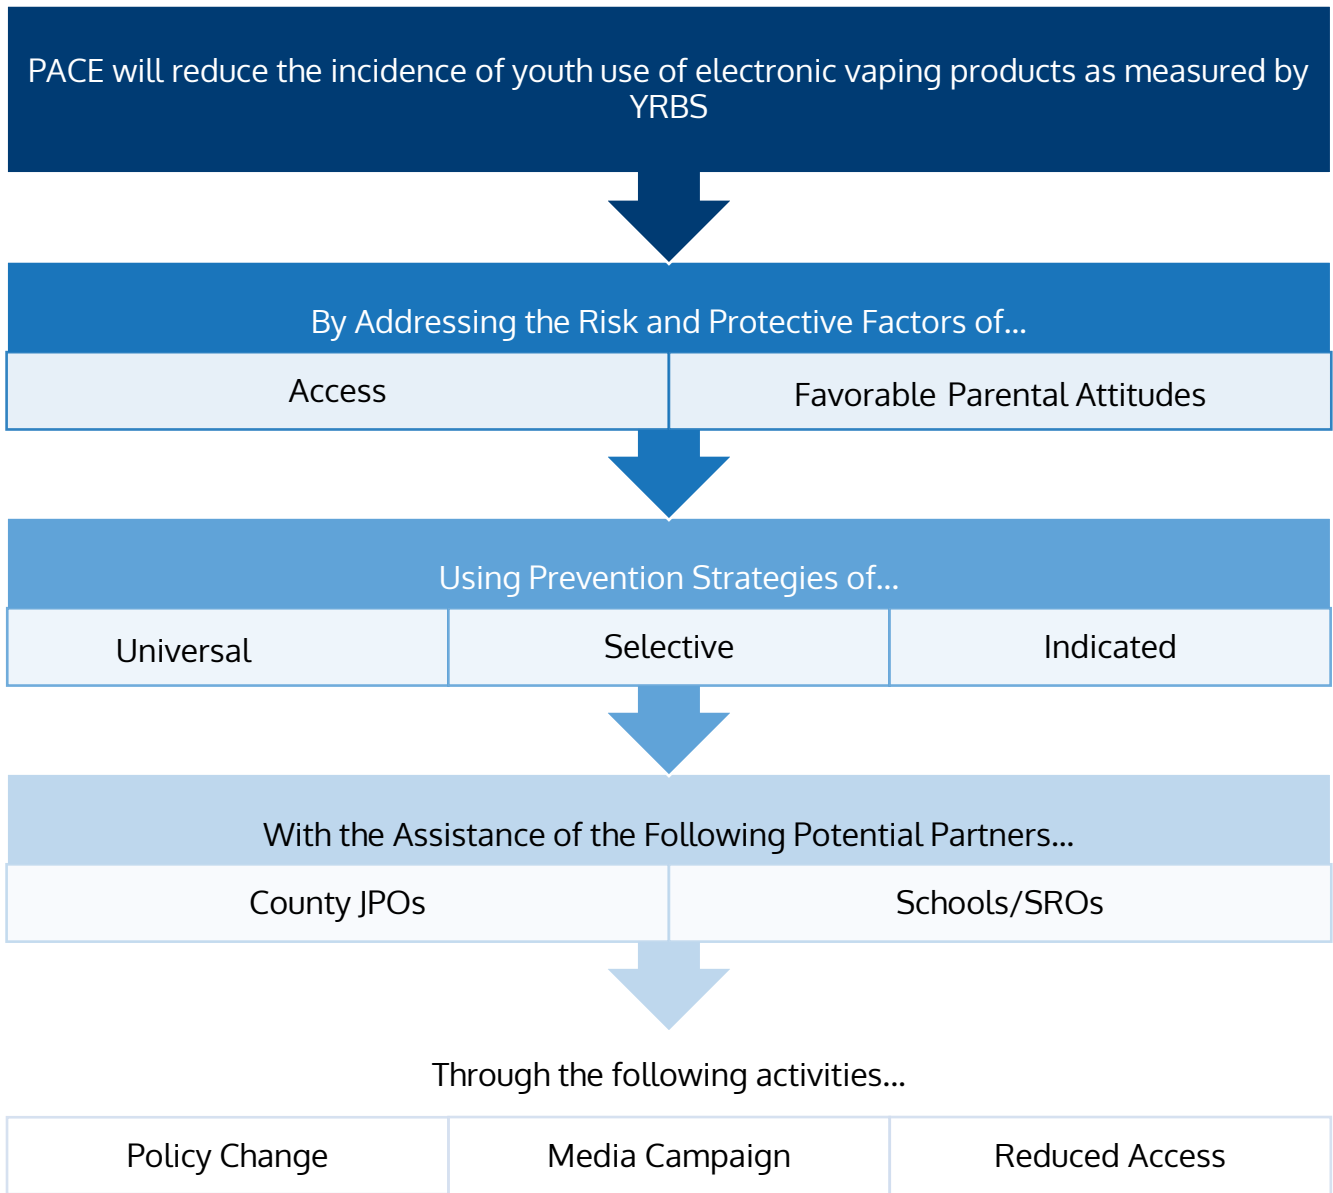 PACE will reduce the incidence of youth use of electronic vaping products as measured by
YRBS
By Addressing the Risk and Protective Factors of...
Access
Favorable Parental Attitudes
Using Prevention Strategies of...
Universal
Selective
Indicated
With the Assistance of the Following Potential Partners...
County JPOs
Schools/SROs
Through the following activities...
Policy Change
Media Campaign
Reduced Access